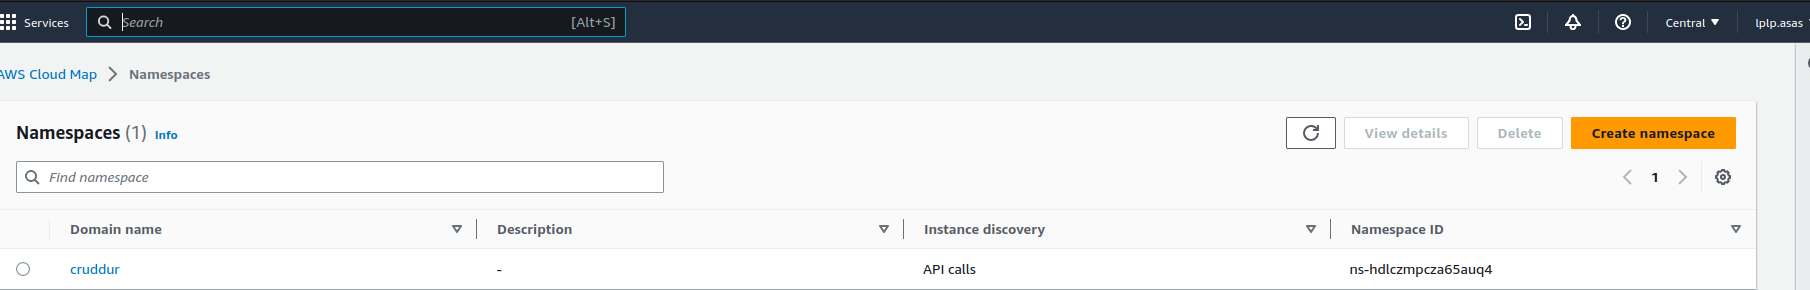 Services Search [Alt+S] Central lplp.asas
AWS Cloud Map Namespaces
Namespaces (1) Info View details Delete Create namespace
Find namespace 1
Domain name Description Instance discovery Namespace ID
cruddur - API calls ns-hdlczmpcza65auq4